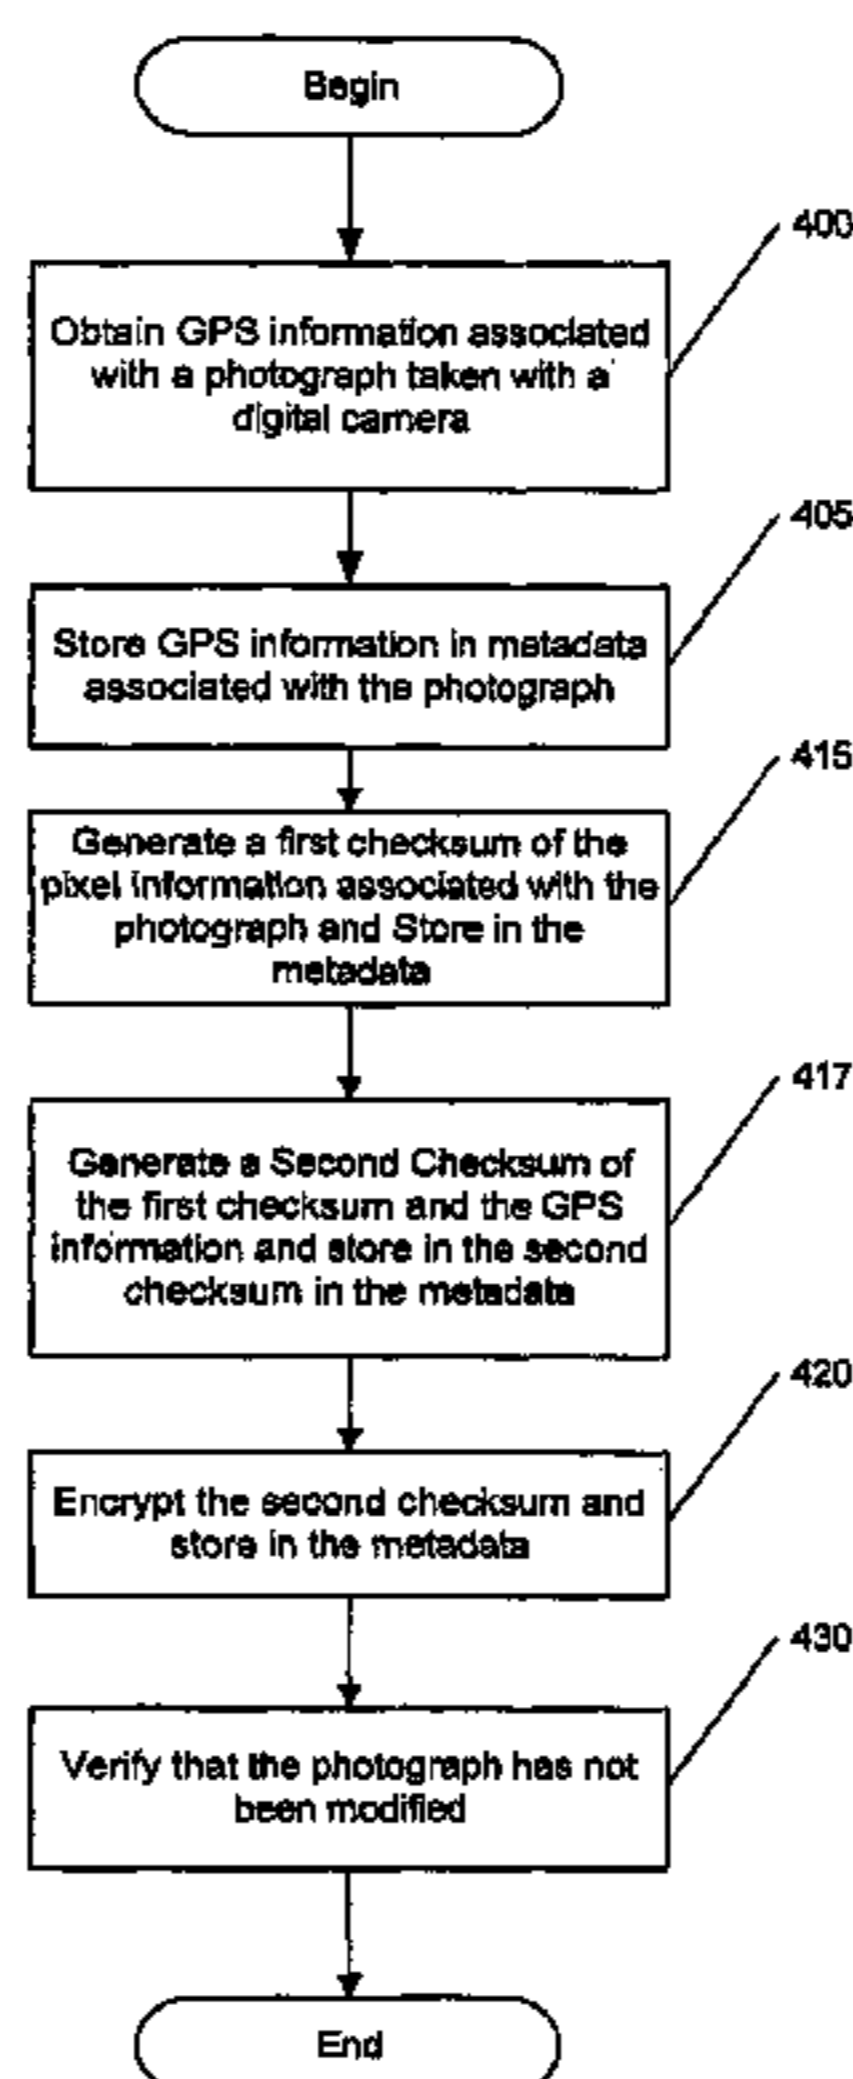 Begin
400
Obtain GPS information associated
with a photograph taken with a
digital camera
405
Store GPS information in metadata
associated with the photograph
415
Generate a first checksum of the
pixel information associated with the
photograph and Store in the
metadata
417
Generate a Second Checksum of
the first checksum and the GPS
information and store in the second
checksum in the metadata
420
Encrypt the second checksum and
store in the metadata
430
Verify that the photograph has not
been modified
End